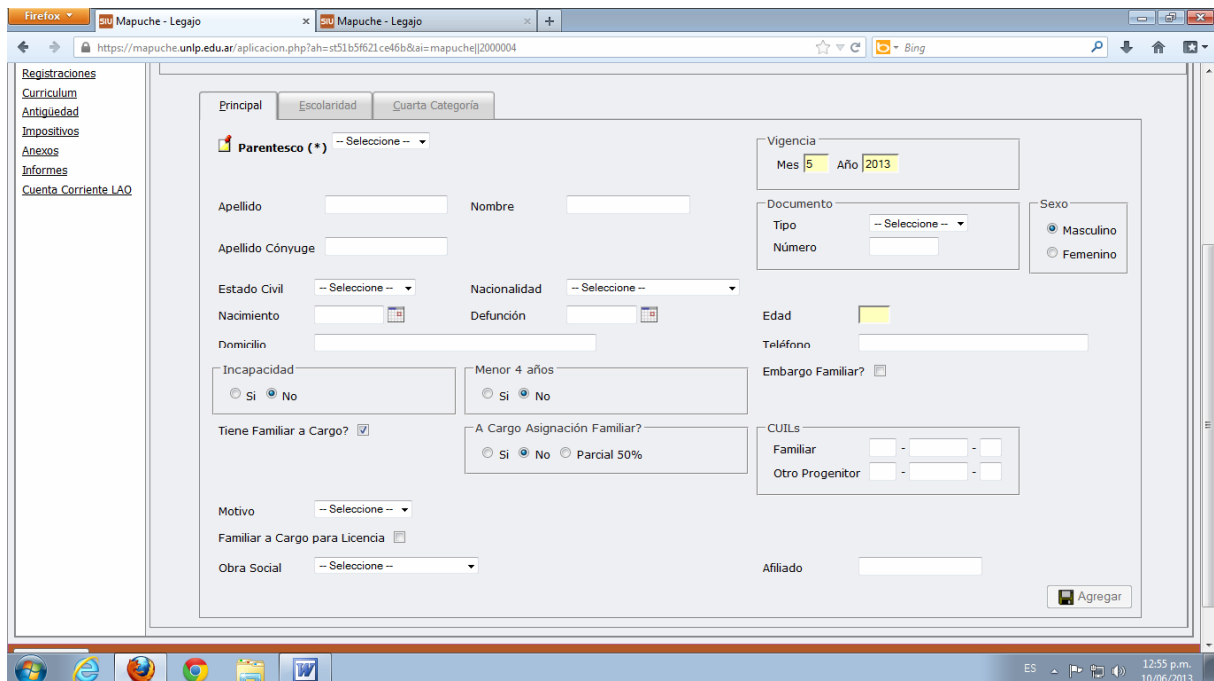 Firefox
SIU Mapuche - Legajo
SIU Mapuche - Legajo
https://mapuche.unlp.edu.ar/aplicacion.php?ah=st51b5f621ce46b&ai=mapuche||2000004
Bing
Registraciones
Curriculum
Antigüedad
Impositivos
Anexos
Informes
Cuenta Corriente LAO
Principal Escolaridad Cuarta Categoría
Parentesco (*) -- Seleccione --
Vigencia
Mes 5 Año 2013
Apellido Nombre
Documento
Tipo -- Seleccione --
Número
Sexo
Masculino
Femenino
Apellido Cónyuge
Estado Civil -- Seleccione -- Nacionalidad -- Seleccione --
Nacimiento Defunción Edad
Domicilio Teléfono
Incapacidad
Si No
Menor 4 años
Si No
Embargo Familiar?
Tiene Familiar a Cargo?
A Cargo Asignación Familiar?
Si No Parcial 50%
CUILs
Familiar - -
Otro Progenitor - -
Motivo -- Seleccione --
Familiar a Cargo para Licencia
Obra Social -- Seleccione -- Afiliado
Agregar
ES
12:55 p.m.
10/06/2013